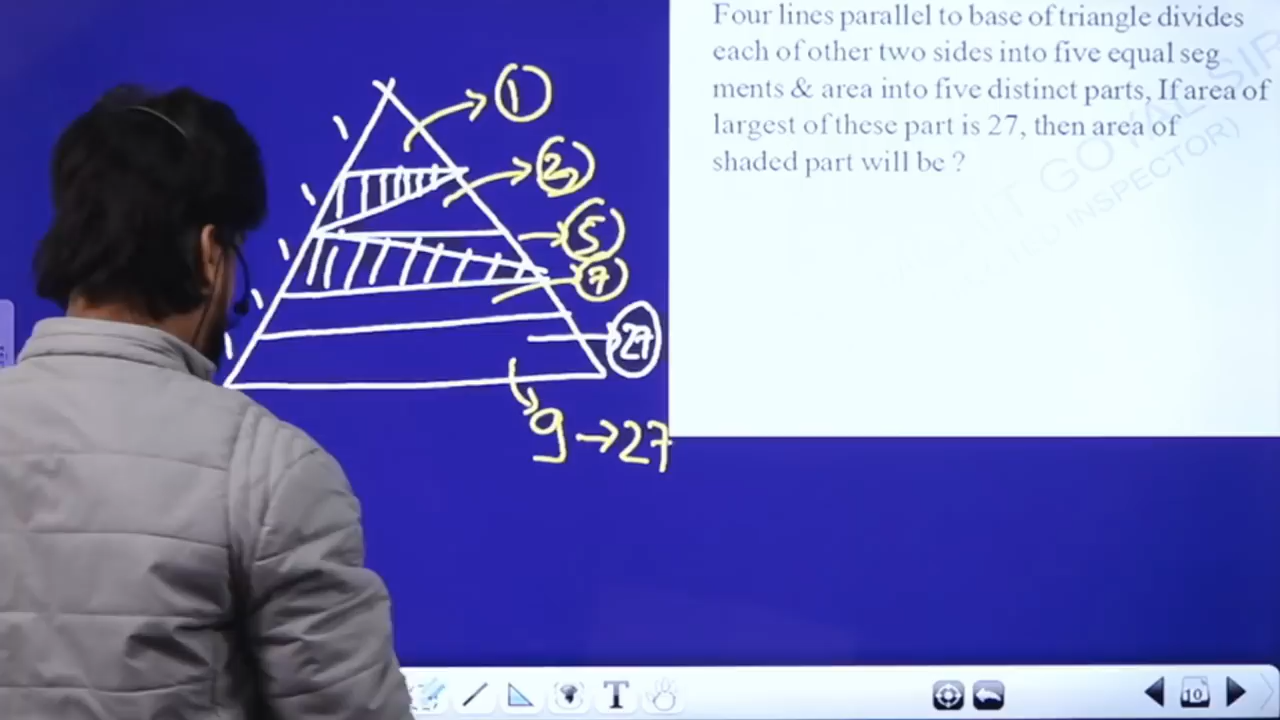 Four lines parallel to base of triangle divides
each of other two sides into five equal seg
ments & area into five distinct parts. If area of
largest of these part is 27, then area of
shaded part will be ?
1
3
5
7
27
9 → 27
T
10